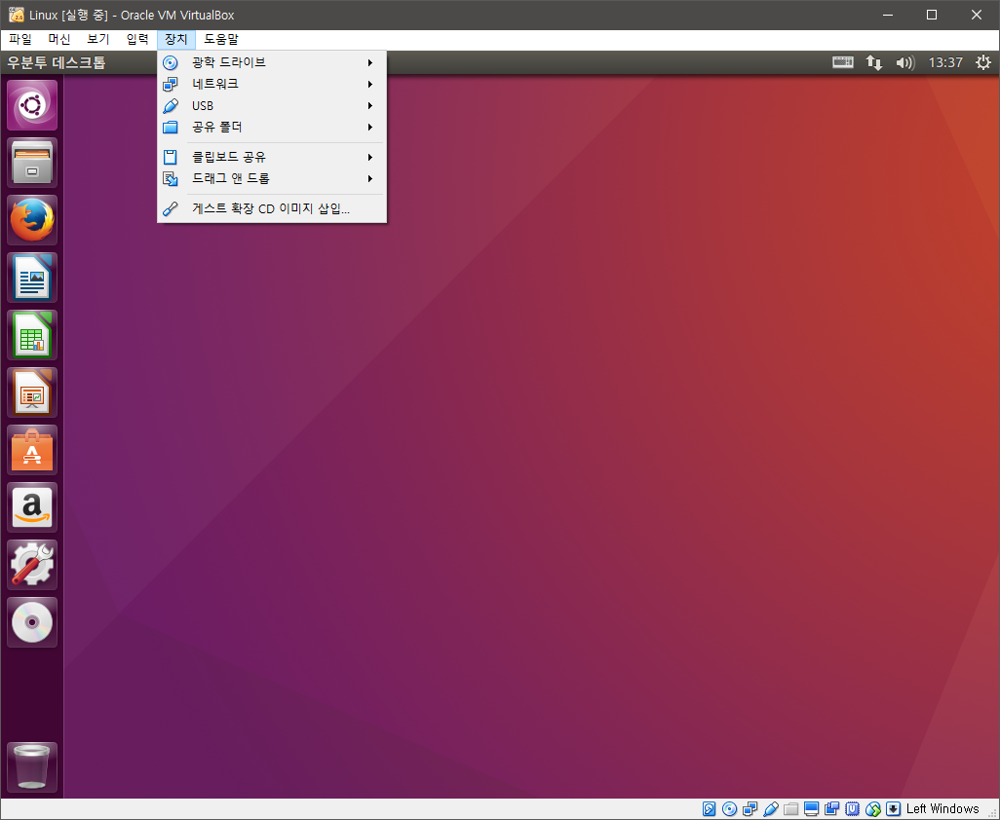 Linux [실행 중] - Oracle VM VirtualBox
파일 머신 보기 입력 장치 도움말
우분투 데스크톱 13:37
광학 드라이브
네트워크
USB
공유 폴더
클립보드 공유
드래그 앤 드롭
게스트 확장 CD 이미지 삽입...
A
a
Left Windows